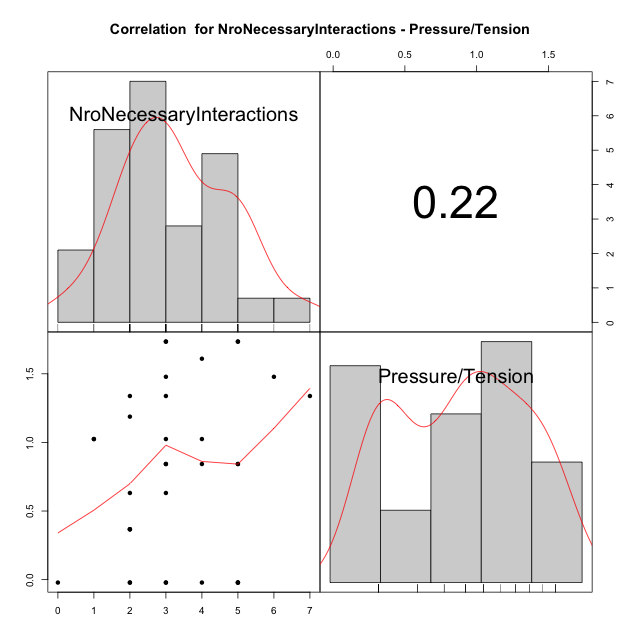 Correlation for NroNecessaryInteractions - Pressure/Tension
0.0 0.5 1.0 1.5
NroNecessaryInteractions
0.22
7
6
5
4
3
2
1
0
Pressure/Tension
1.5
1.0
0.5
0.0
0 1 2 3 4 5 6 7